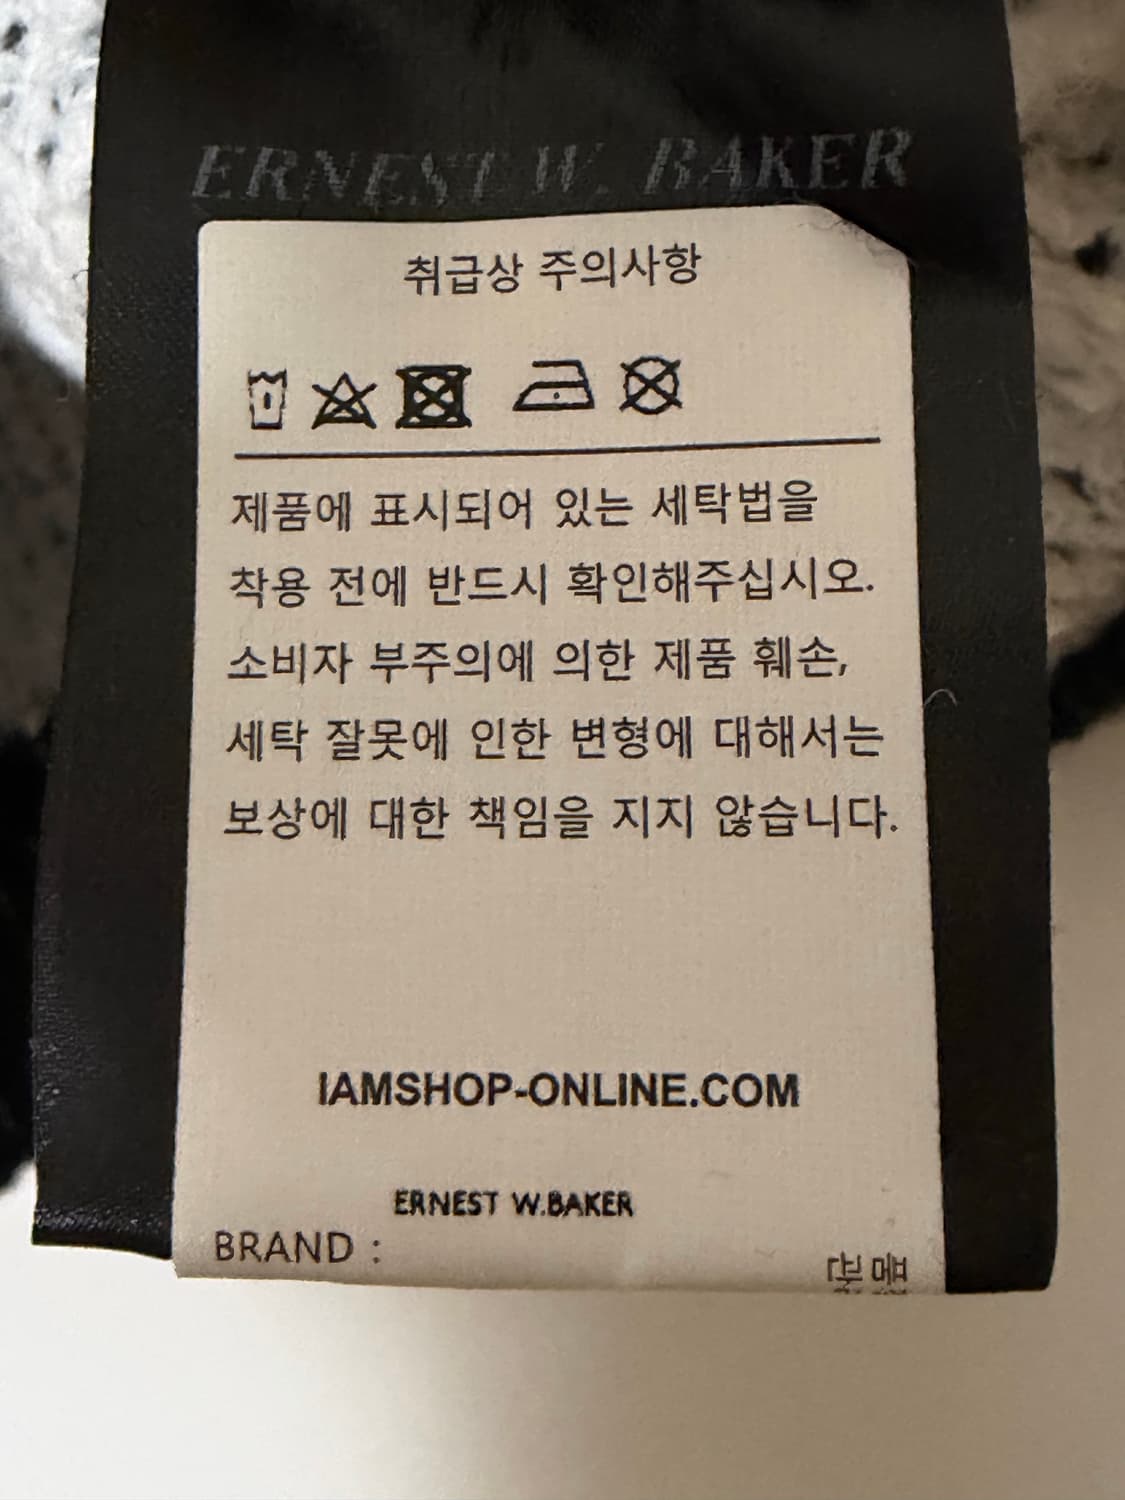 ERNEST W. BAKER
취급상 주의사항
제품에 표시되어 있는 세탁법을
착용 전에 반드시 확인해주십시오.
소비자 부주의에 의한 제품 훼손,
세탁 잘못에 인한 변형에 대해서는
보상에 대한 책임을 지지 않습니다.
IAMSHOP-ONLINE.COM
ERNEST W.BAKER
BRAND :